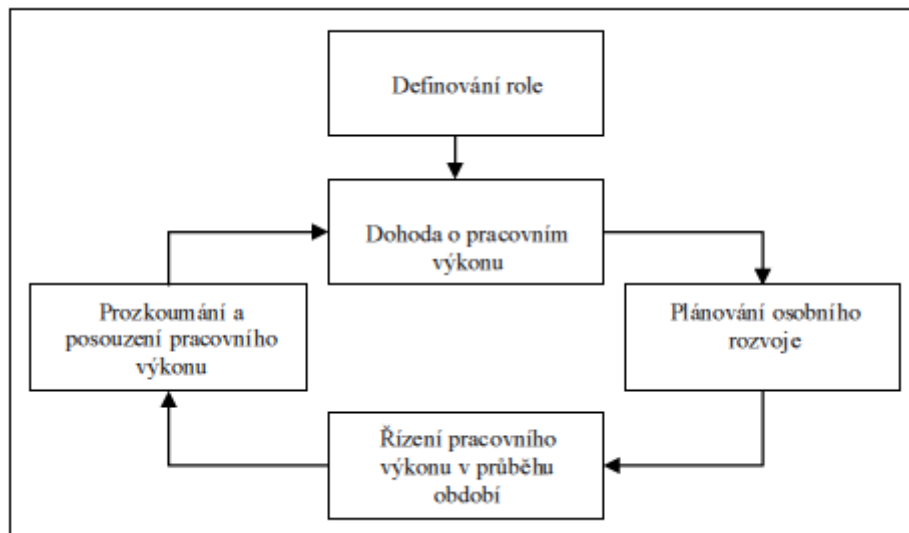 Definování role
Dohoda o pracovním
výkonu
Prozkoumání a
posouzení pracovního
výkonu
Plánování osobního
rozvoje
Řízení pracovního
výkonu v průběhu
období